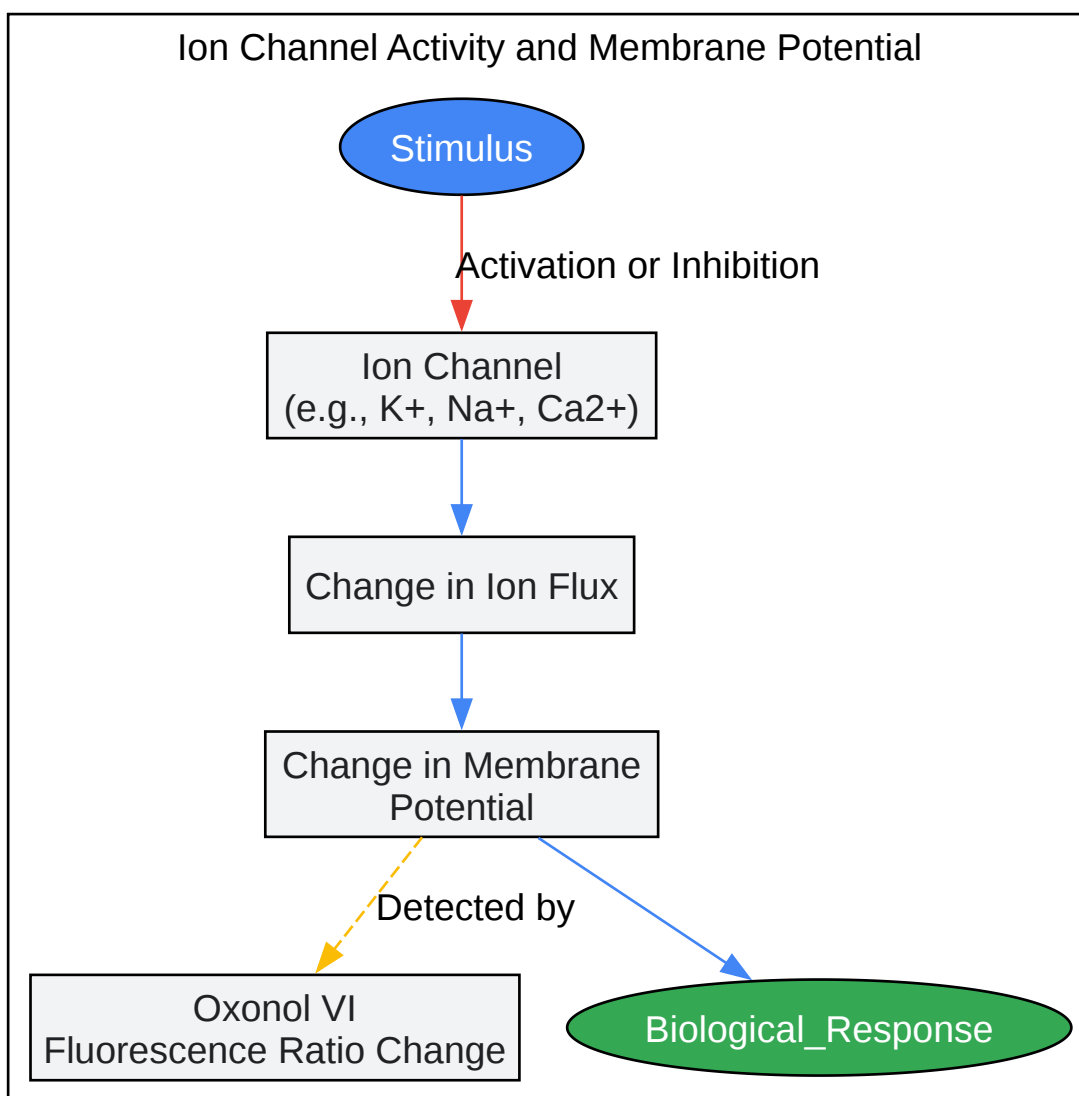 Ion Channel Activity and Membrane Potential
Stimulus
Activation or Inhibition
Ion Channel
(e.g., K+, Na+, Ca2+)
Change in Ion Flux
Change in Membrane
Potential
Detected by
Oxonol VI
Fluorescence Ratio Change
Biological_Response